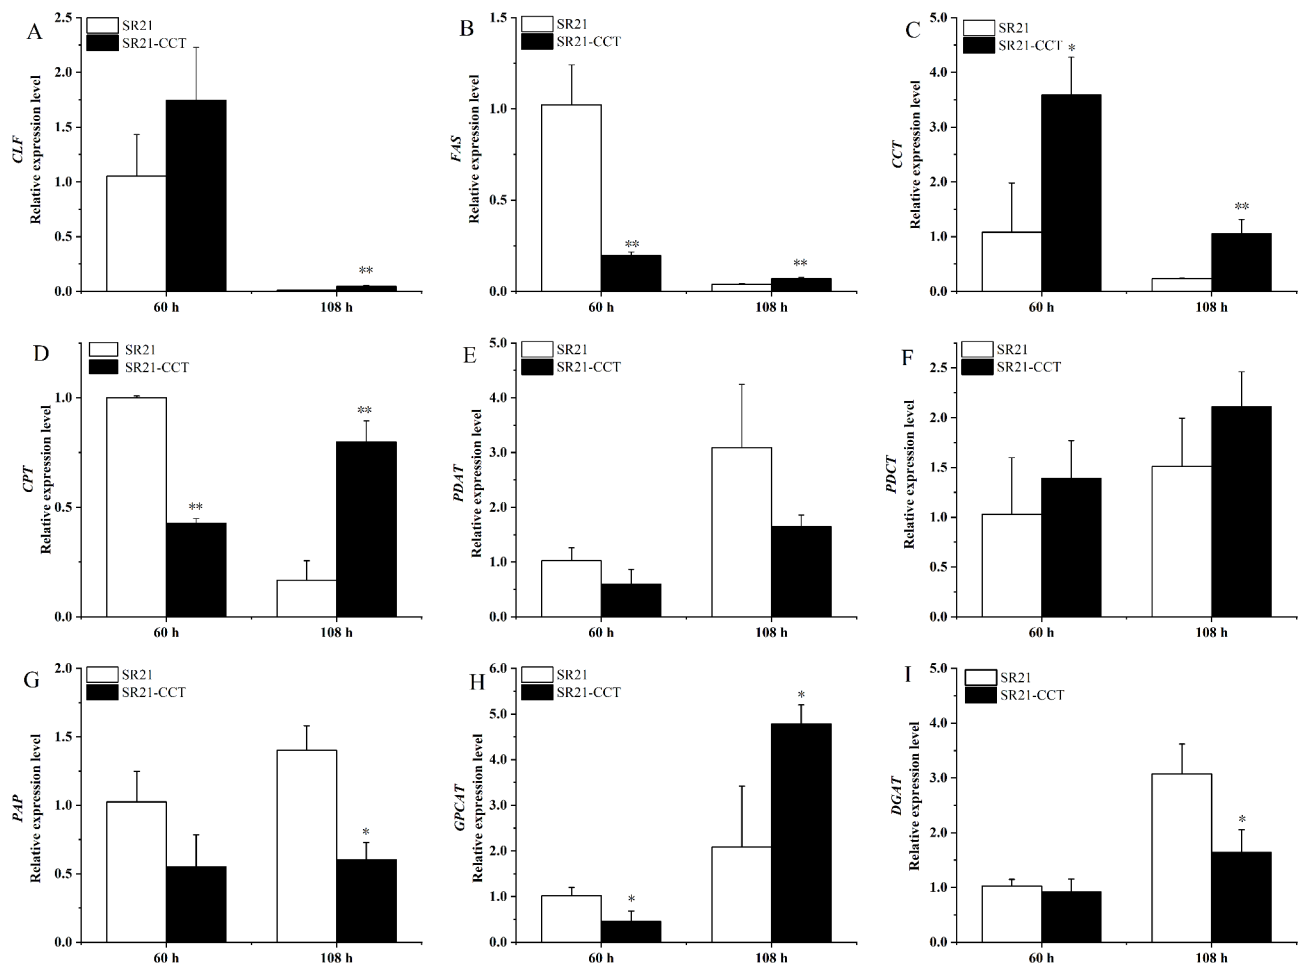 A
SR21
SR21-CCT
CLF
Relative expression level
2.5
2.0
1.5
1.0
0.5
0.0
**
60 h
108 h
B
SR21
SR21-CCT
FAS
Relative expression level
1.5
1.0
0.5
0.0
**
**
60 h
108 h
C
SR21
SR21-CCT
CCT
Relative expression level
5.0
4.0
3.0
2.0
1.0
0.0
*
**
60 h
108 h
D
SR21
SR21-CCT
CPT
Relative expression level
1.0
0.5
0.0
**
**
60 h
108 h
E
SR21
SR21-CCT
PDAT
Relative expression level
5.0
4.0
3.0
2.0
1.0
0.0
60 h
108 h
F
SR21
SR21-CCT
PDCT
Relative expression level
2.5
2.0
1.5
1.0
0.5
0.0
60 h
108 h
G
SR21
SR21-CCT
PAP
Relative expression level
2.0
1.5
1.0
0.5
0.0
*
60 h
108 h
H
SR21
SR21-CCT
GPCAT
Relative expression level
6.0
5.0
4.0
3.0
2.0
1.0
0.0
*
*
60 h
108 h
I
SR21
SR21-CCT
DGAT
Relative expression level
5.0
4.0
3.0
2.0
1.0
0.0
*
60 h
108 h